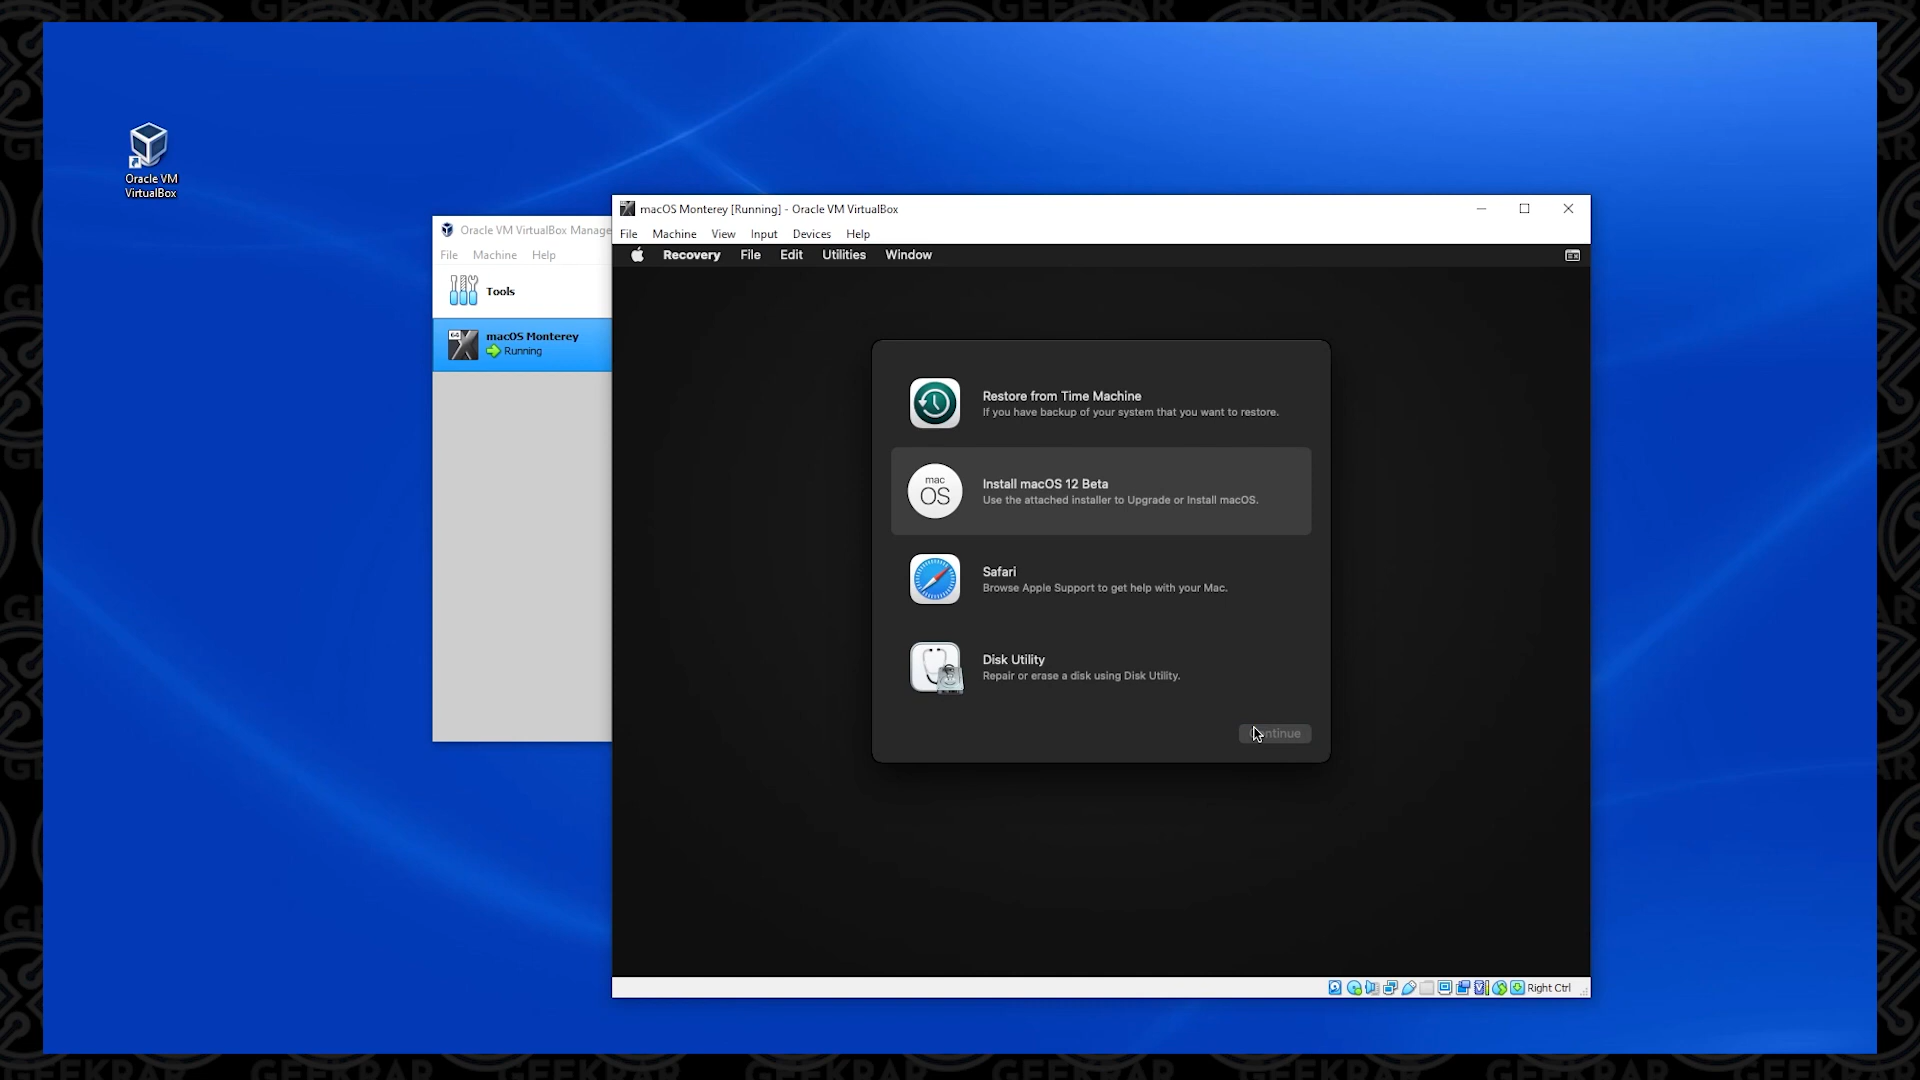 GEEKRAR
Oracle VM
VirtualBox
Oracle VM VirtualBox Manage
File Machine Help
Tools
64
macOS Monterey
Running
macOS Monterey [Running] - Oracle VM VirtualBox
File Machine View Input Devices Help
Recovery File Edit Utilities Window
Restore from Time Machine
If you have backup of your system that you want to restore.
mac
OS
Install macOS 12 Beta
Use the attached installer to Upgrade or Install macOS.
Safari
Browse Apple Support to get help with your Mac.
Disk Utility
Repair or erase a disk using Disk Utility.
ntinue
Right Ctrl
GEEKRAR